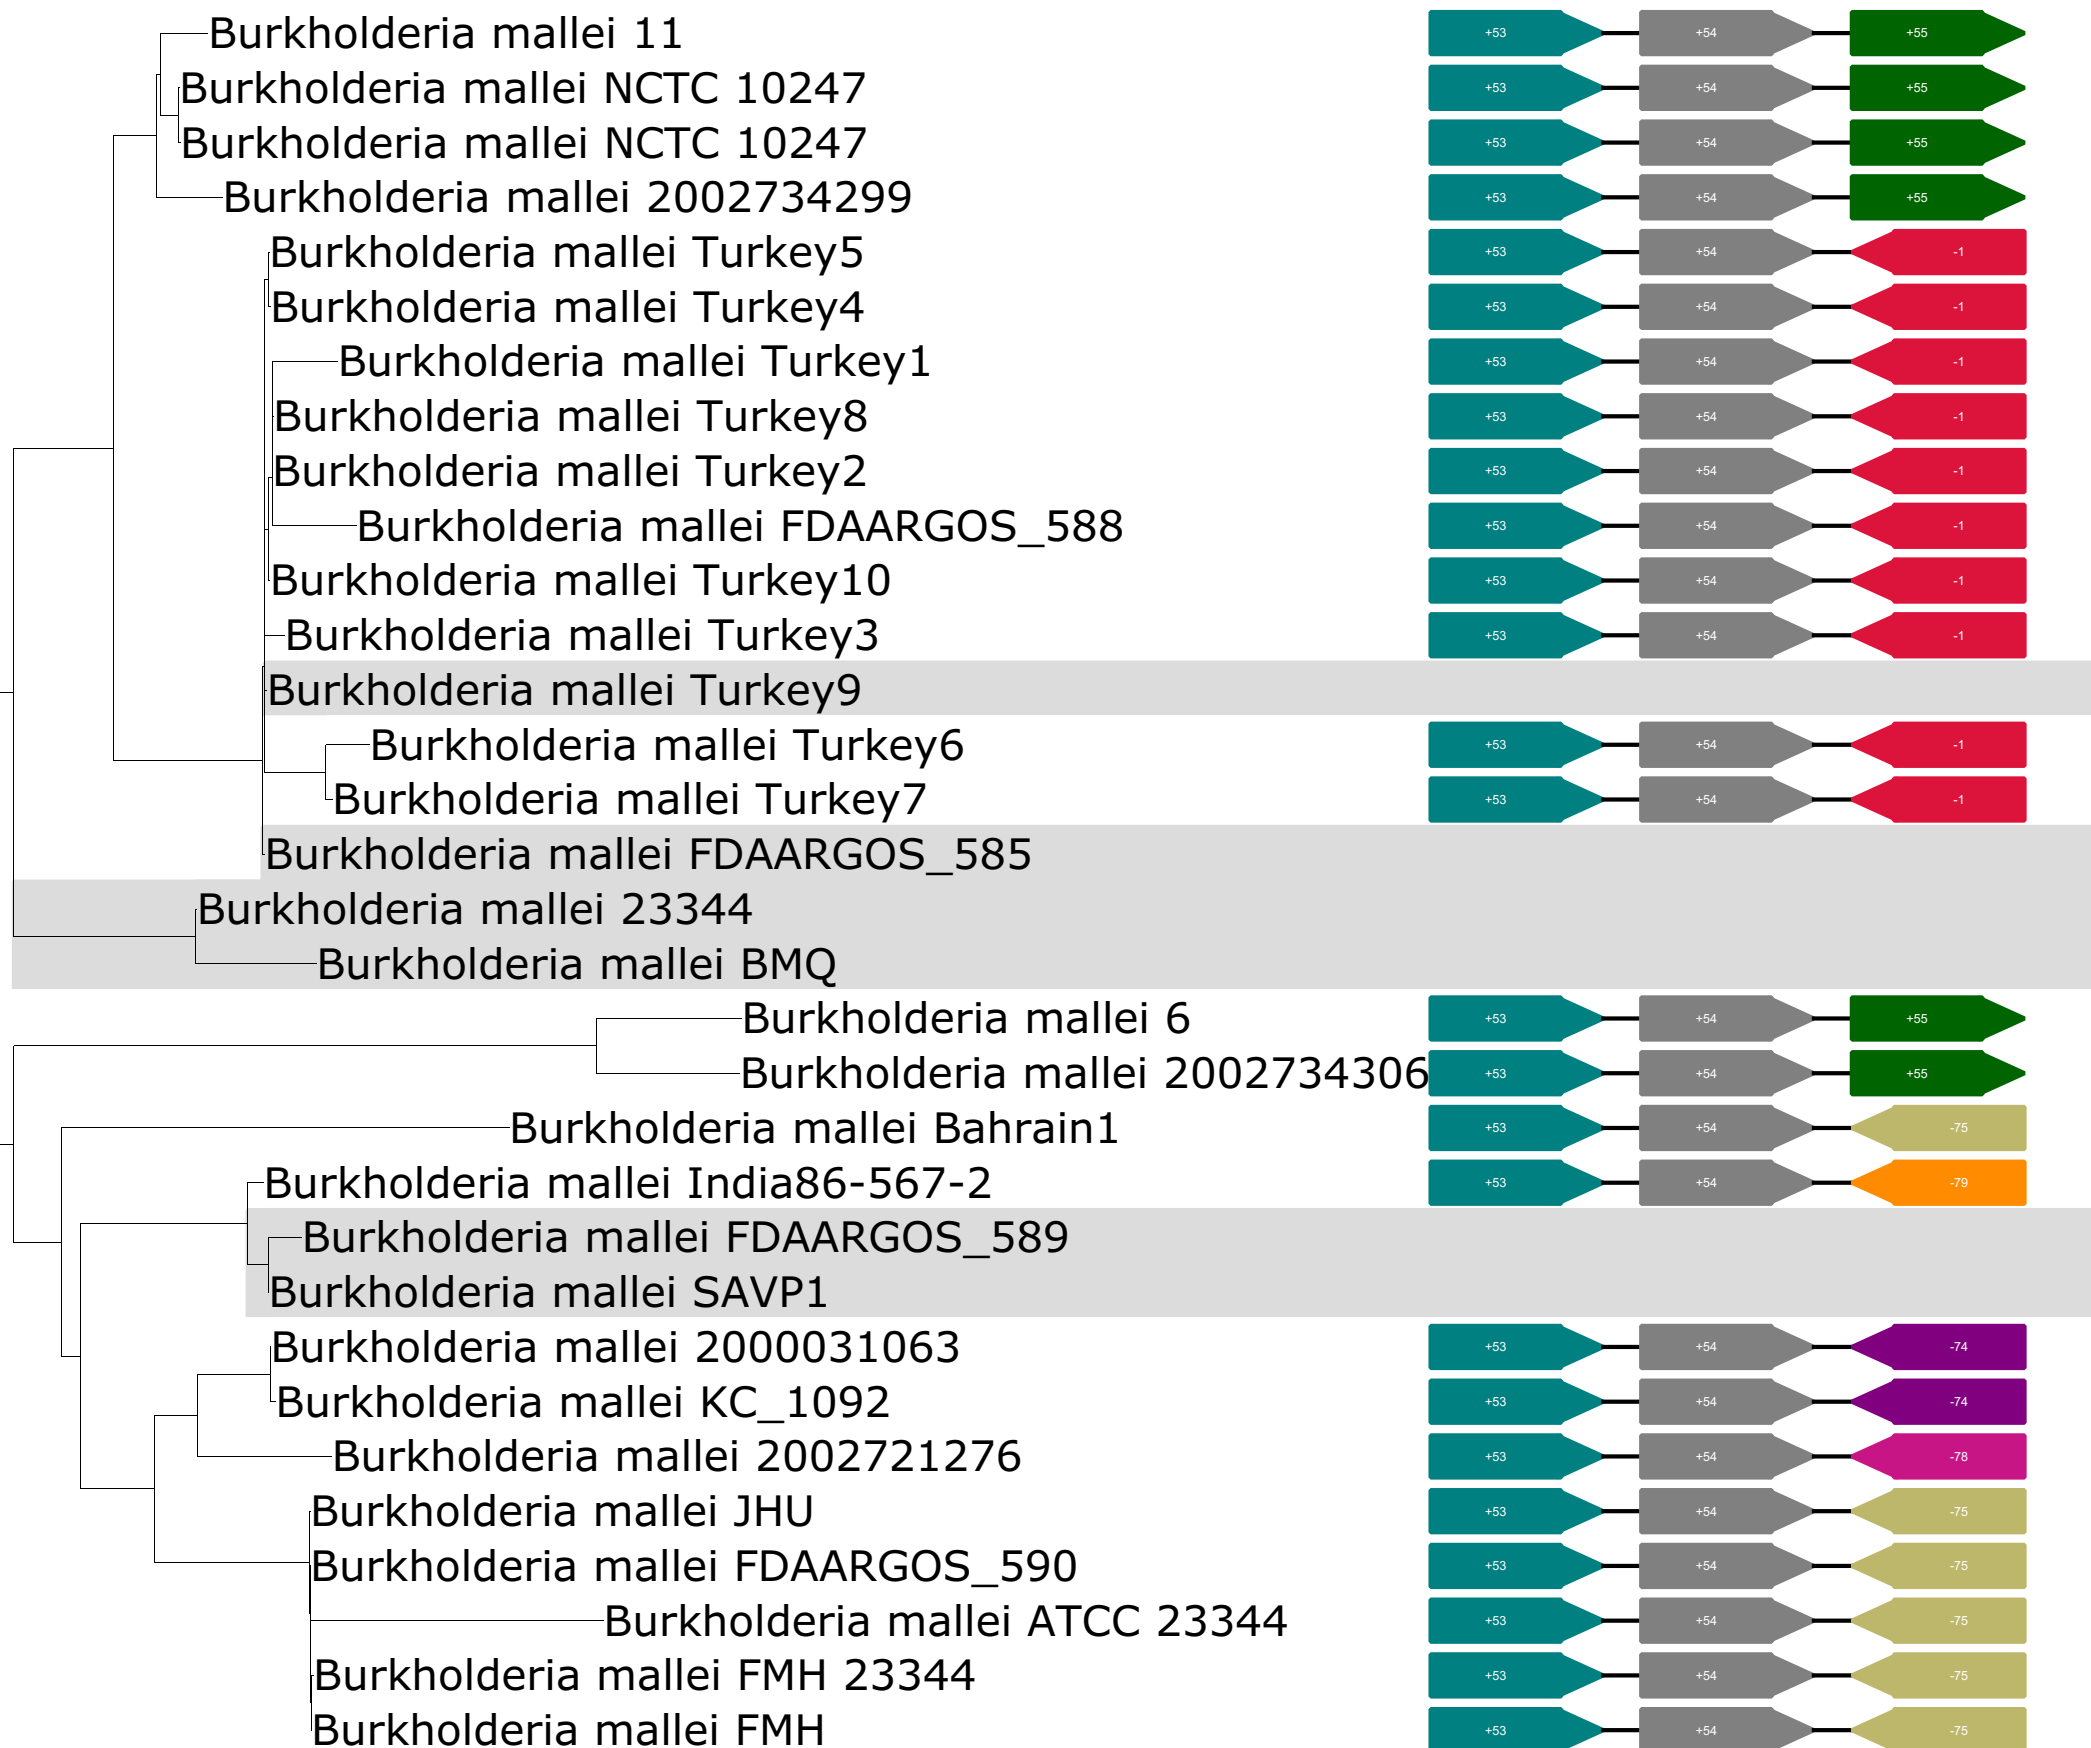 Burkholderia mallei 11 +53 +54 +55
Burkholderia mallei NCTC 10247 +53 +54 +55
Burkholderia mallei NCTC 10247 +53 +54 +55
Burkholderia mallei 2002734299 +53 +54 +55
Burkholderia mallei Turkey5 +53 +54 -1
Burkholderia mallei Turkey4 +53 +54 -1
Burkholderia mallei Turkey1 +53 +54 -1
Burkholderia mallei Turkey8 +53 +54 -1
Burkholderia mallei Turkey2 +53 +54 -1
Burkholderia mallei FDAARGOS_588 +53 +54 -1
Burkholderia mallei Turkey10 +53 +54 -1
Burkholderia mallei Turkey3 +53 +54 -1
Burkholderia mallei Turkey9
Burkholderia mallei Turkey6 +53 +54 -1
Burkholderia mallei Turkey7 +53 +54 -1
Burkholderia mallei FDAARGOS_585
Burkholderia mallei 23344
Burkholderia mallei BMQ
Burkholderia mallei 6 +53 +54 +55
Burkholderia mallei 2002734306 +53 +54 +55
Burkholderia mallei Bahrain1 +53 +54 -75
Burkholderia mallei India86-567-2 +53 +54 -79
Burkholderia mallei FDAARGOS_589
Burkholderia mallei SAVP1
Burkholderia mallei 2000031063 +53 +54 -74
Burkholderia mallei KC_1092 +53 +54 -74
Burkholderia mallei 2002721276 +53 +54 -78
Burkholderia mallei JHU +53 +54 -75
Burkholderia mallei FDAARGOS_590 +53 +54 -75
Burkholderia mallei ATCC 23344 +53 +54 -75
Burkholderia mallei FMH 23344 +53 +54 -75
Burkholderia mallei FMH +53 +54 -75